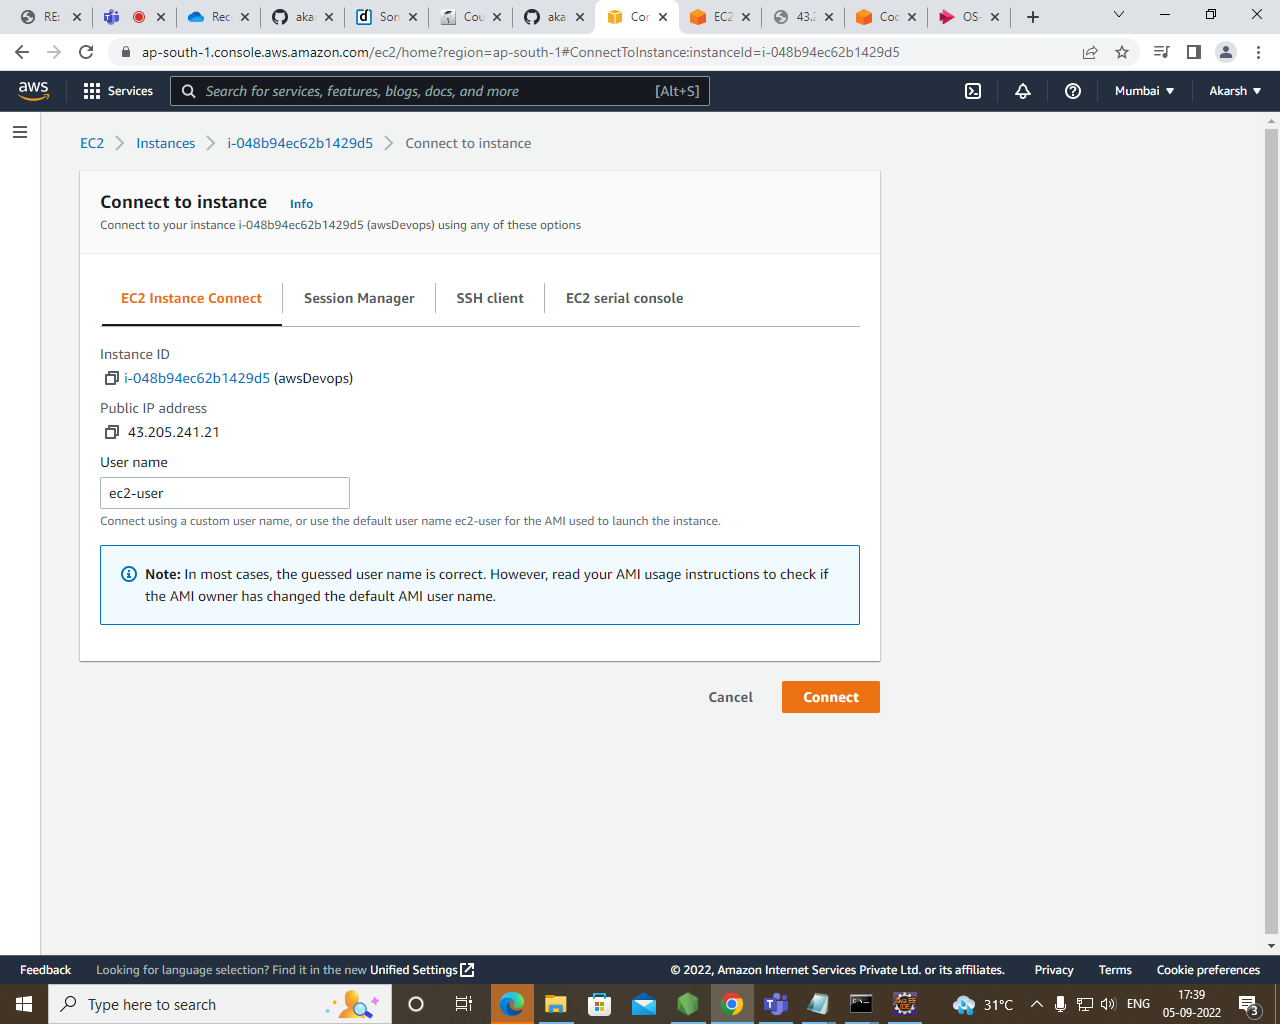 RE:
Rec
aka
Son
Cou
aka
Con
EC2
43.2
Coc
OS-
ap-south-1.console.aws.amazon.com/ec2/home?region=ap-south-1#ConnectToInstance:instanceId=i-048b94ec62b1429d5
aws
Services
Search for services, features, blogs, docs, and more
[Alt+S]
Mumbai
Akarsh
EC2
Instances
i-048b94ec62b1429d5
Connect to instance
Connect to instance Info
Connect to your instance i-048b94ec62b1429d5 (awsDevops) using any of these options
EC2 Instance Connect
Session Manager
SSH client
EC2 serial console
Instance ID
i-048b94ec62b1429d5 (awsDevops)
Public IP address
43.205.241.21
User name
ec2-user
Connect using a custom user name, or use the default user name ec2-user for the AMI used to launch the instance.
Note: In most cases, the guessed user name is correct. However, read your AMI usage instructions to check if
the AMI owner has changed the default AMI user name.
Cancel
Connect
Feedback
Looking for language selection? Find it in the new Unified Settings
© 2022, Amazon Internet Services Private Ltd. or its affiliates.
Privacy
Terms
Cookie preferences
Type here to search
31°C
ENG
17:39
05-09-2022
3